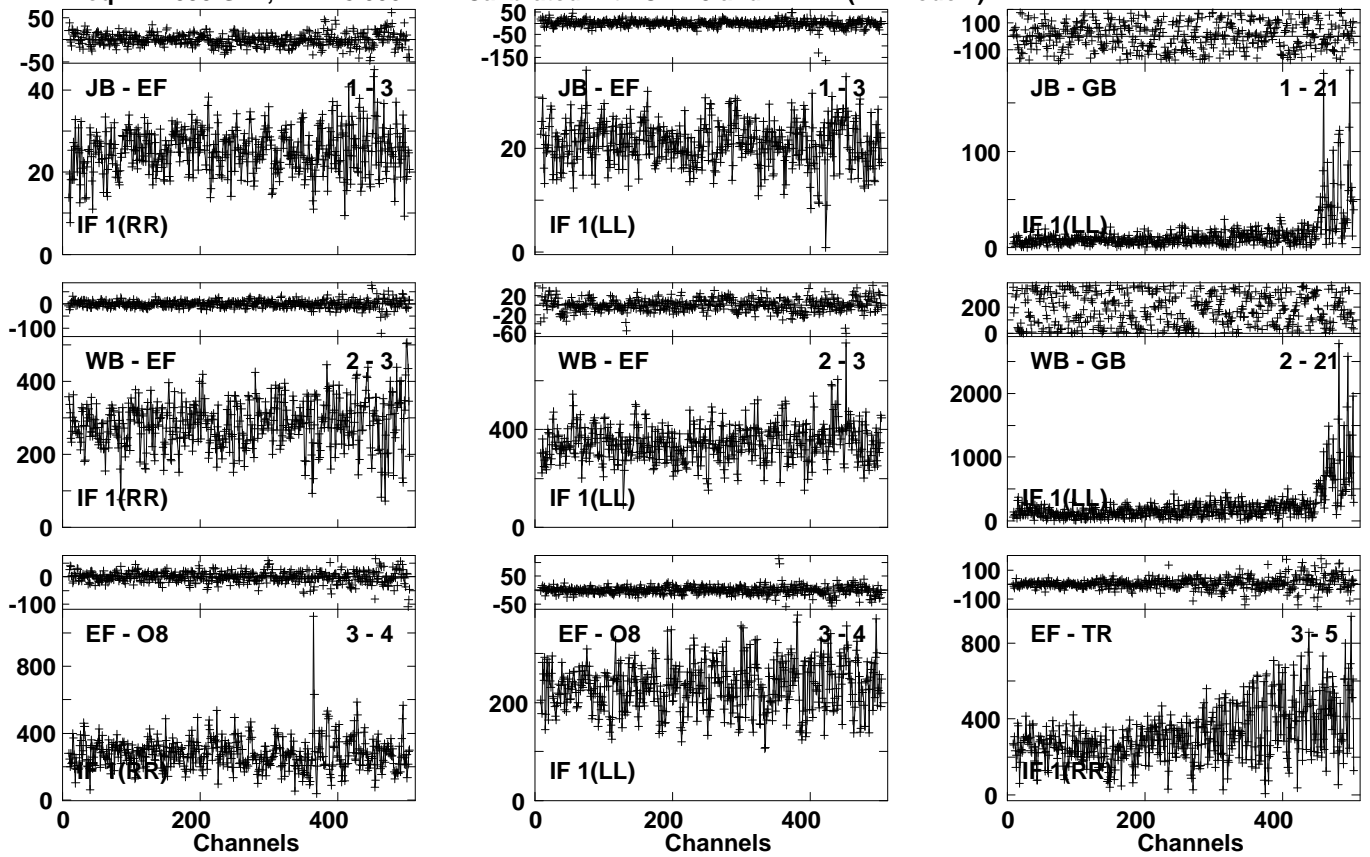 50 0 -50
50 -50 -150
100 -100
JB - EF 1 - 3
40 20 0
IF 1(RR)
JB - EF 1 - 3
20 0
IF 1(LL)
JB - GB 1 - 21
100 0
IF 1(LL)
0 -100
20 -20 -60
200 0
WB - EF 2 - 3
400 200 0
IF 1(RR)
WB - EF 2 - 3
400 0
IF 1(LL)
WB - GB 2 - 21
2000 1000 0
IF 1(LL)
0 -100
50 -50
100 -100
EF - O8 3 - 4
800 400 200 0
IF 1(RR)
EF - O8 3 - 4
200 0
IF 1(LL)
EF - TR 3 - 5
800 400 0
IF 1(RR)
0 200 400
0 200 400
0 200 400
Channels Channels Channels